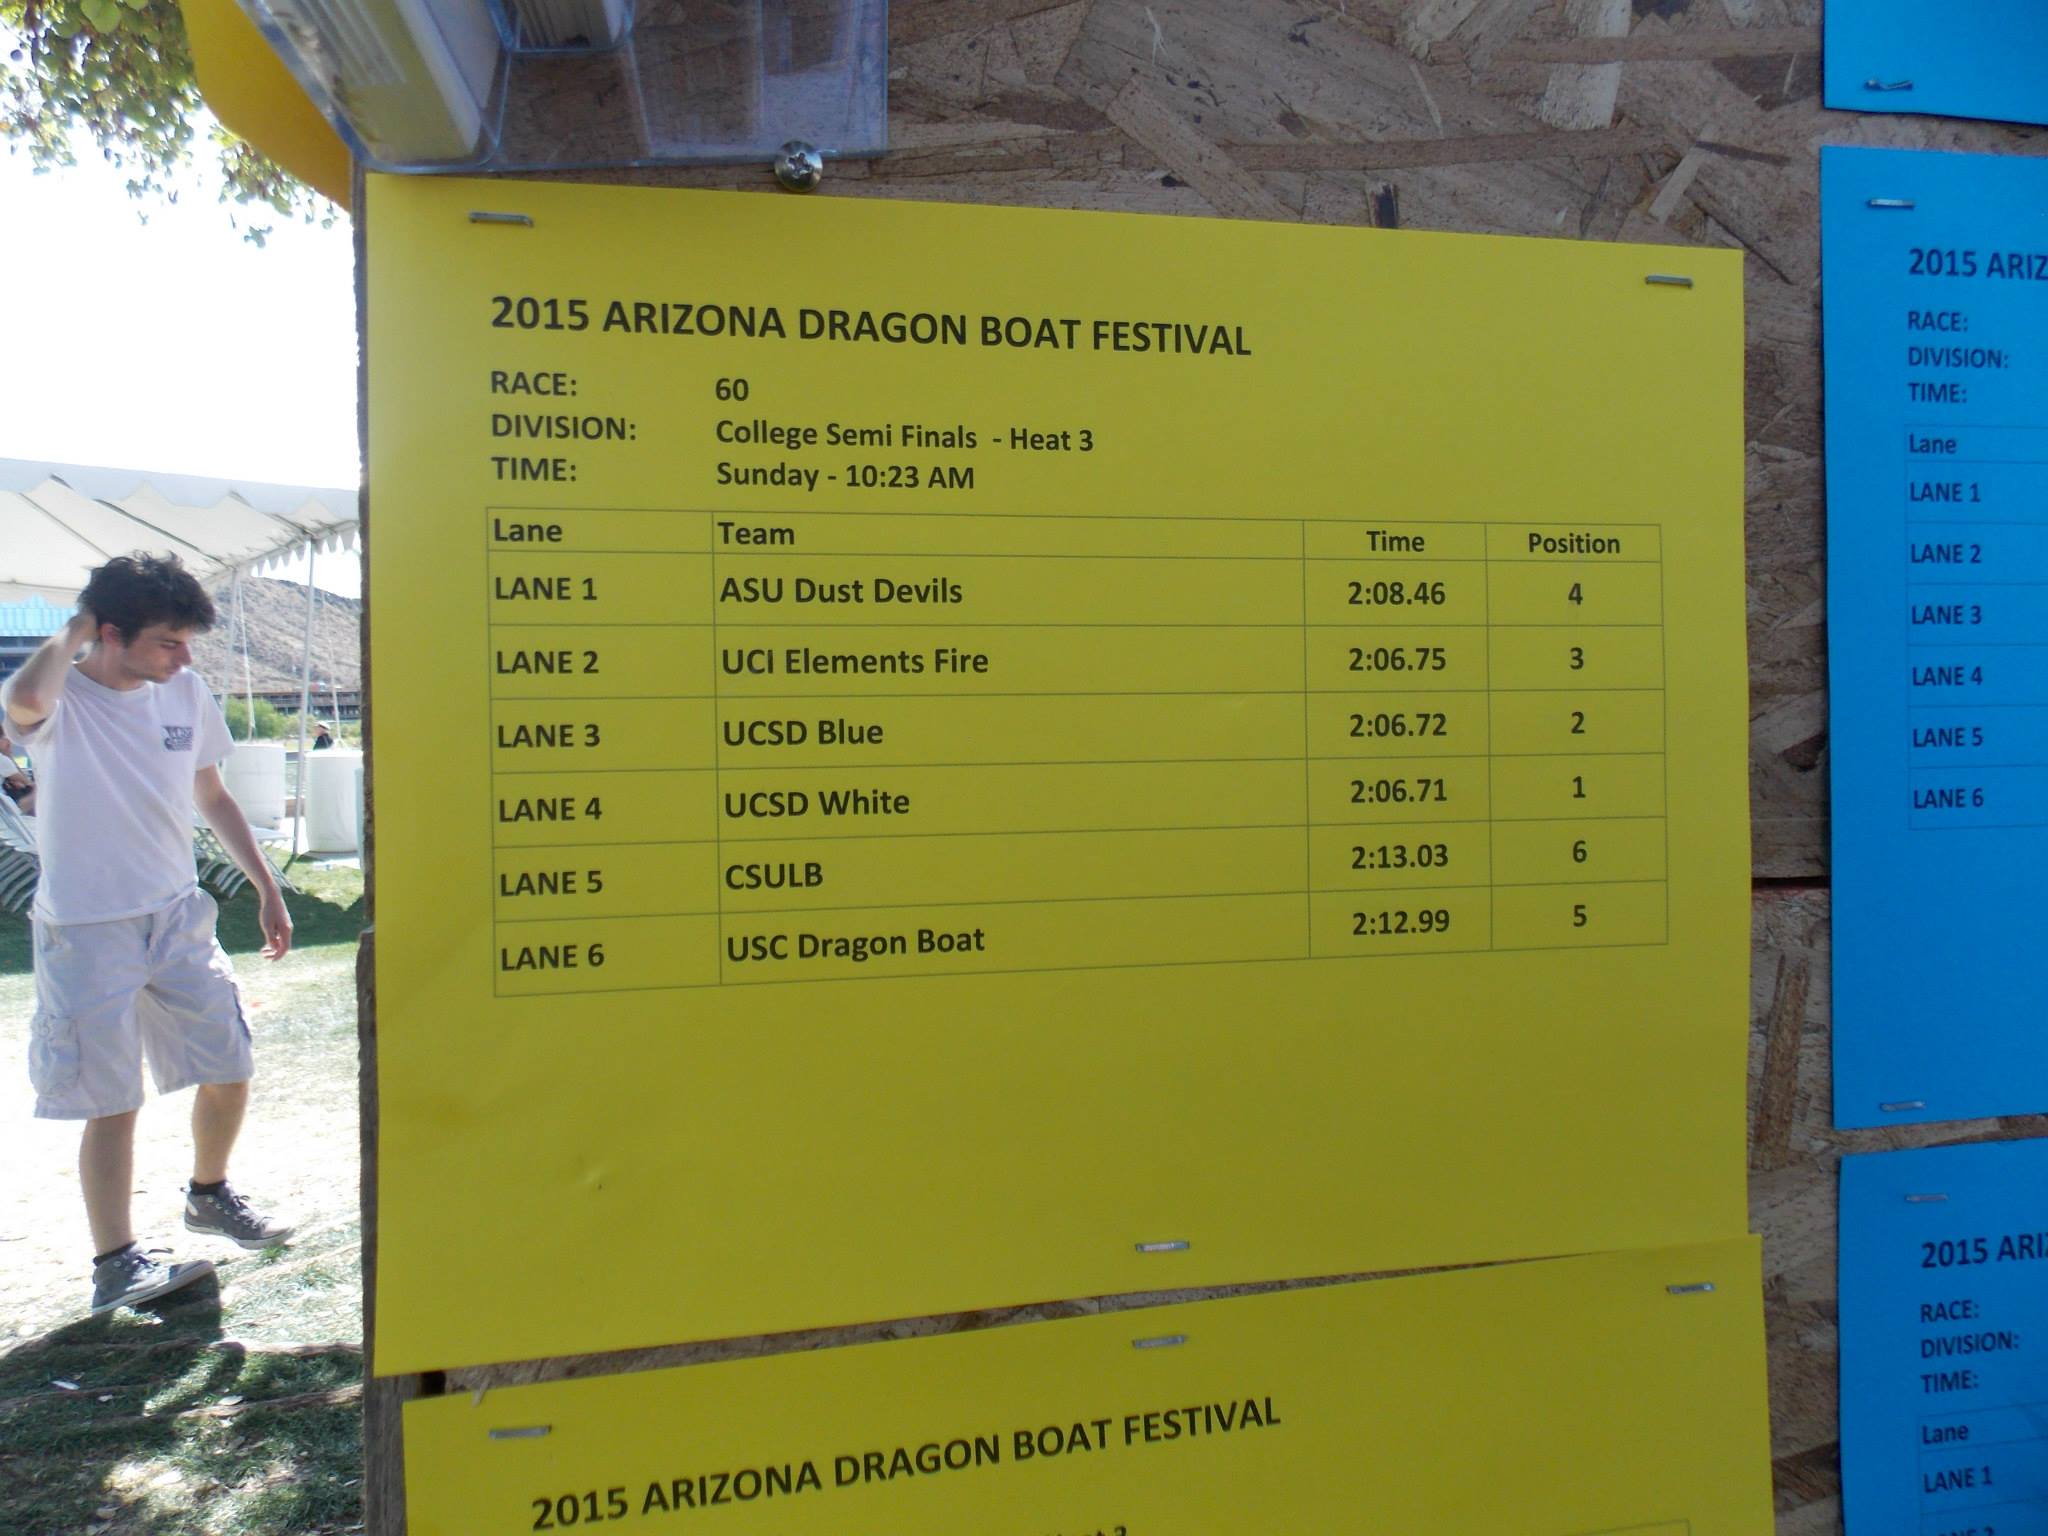 2015 ARIZONA DRAGON BOAT FESTIVAL
RACE: 60
DIVISION: College Semi Finals - Heat 3
TIME: Sunday - 10:23 AM
Lane Team Time Position
LANE 1 ASU Dust Devils 2:08.46 4
LANE 2 UCI Elements Fire 2:06.75 3
LANE 3 UCSD Blue 2:06.72 2
LANE 4 UCSD White 2:06.71 1
LANE 5 CSULB 2:13.03 6
LANE 6 USC Dragon Boat 2:12.99 5
2015 ARIZONA DRAGON BOAT FESTIVAL
2015 ARIZ
RACE:
DIVISION:
TIME:
Lane
LANE 1
LANE 2
LANE 3
LANE 4
LANE 5
LANE 6
2015 ARI
RACE:
DIVISION:
TIME:
Lane
LANE 1